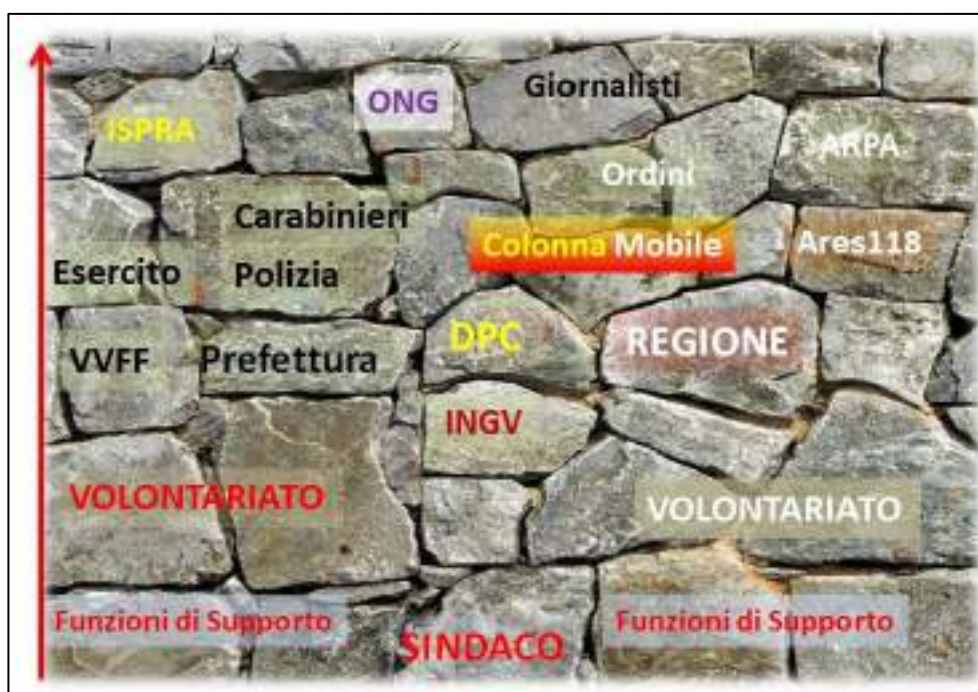 ONG
Giornalisti
ISPRA
ARPA
Ordini
Carabinieri
Colonna Mobile
Ares118
Esercito
Polizia
DPC
REGIONE
VVFF
Prefettura
INGV
VOLONTARIATO
VOLONTARIATO
Funzioni di Supporto
Funzioni di Supporto
SINDACO